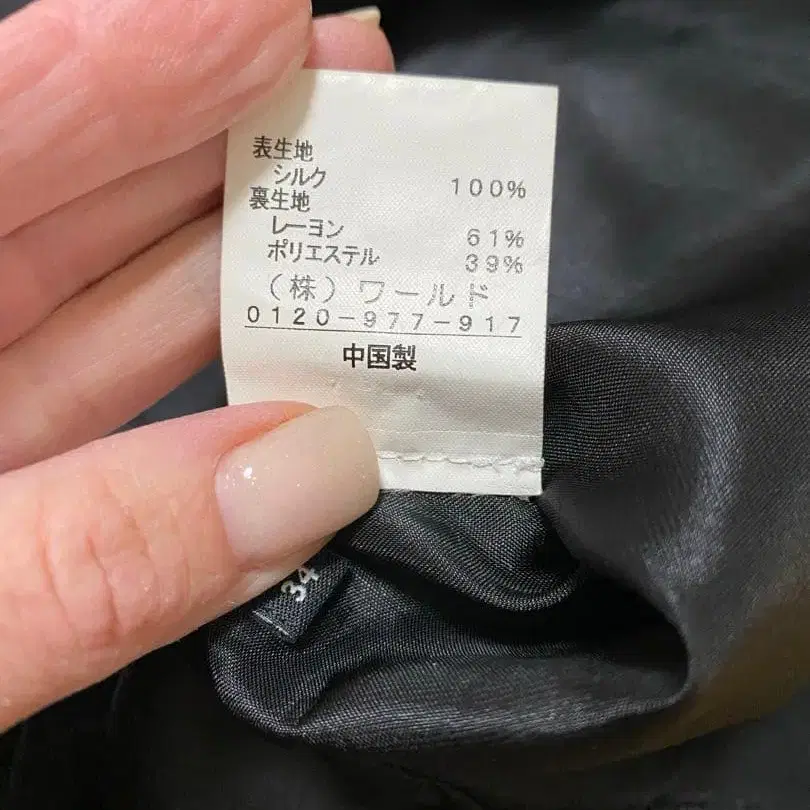 表生地
シルク 100%
裏生地
レーヨン 61%
ポリエステル 39%
(株)ワールド
0120-977-917
中国製
34